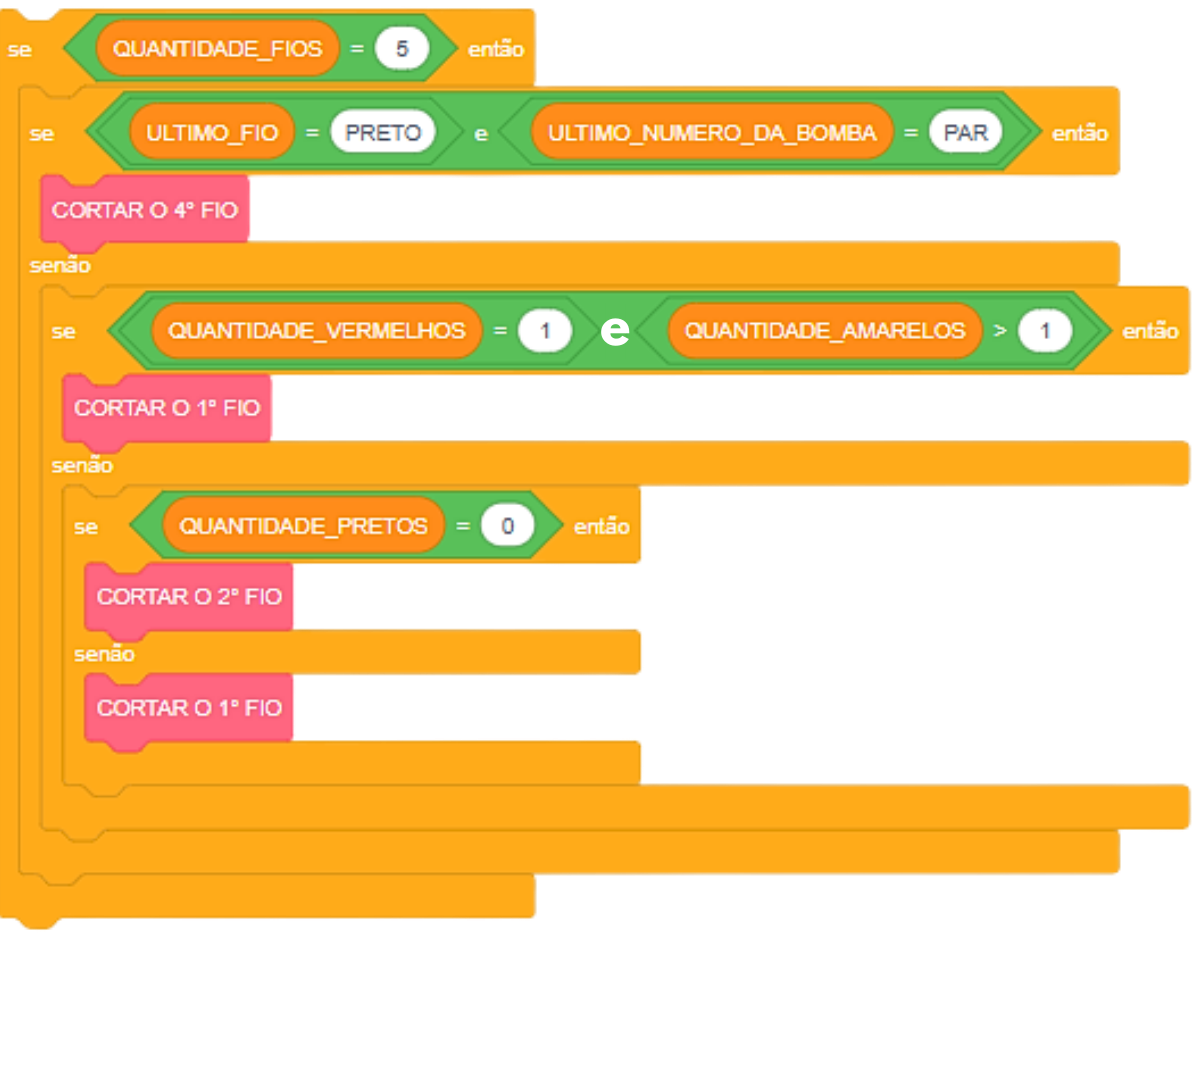 se QUANTIDADE_FIOS = 5 então
se ULTIMO_FIO = PRETO e ULTIMO_NUMERO_DA_BOMBA = PAR então
CORTAR O 4° FIO
senão
se QUANTIDADE_VERMELHOS = 1 e QUANTIDADE_AMARELOS > 1 então
CORTAR O 1° FIO
senão
se QUANTIDADE_PRETOS = 0 então
CORTAR O 2° FIO
senão
CORTAR O 1° FIO